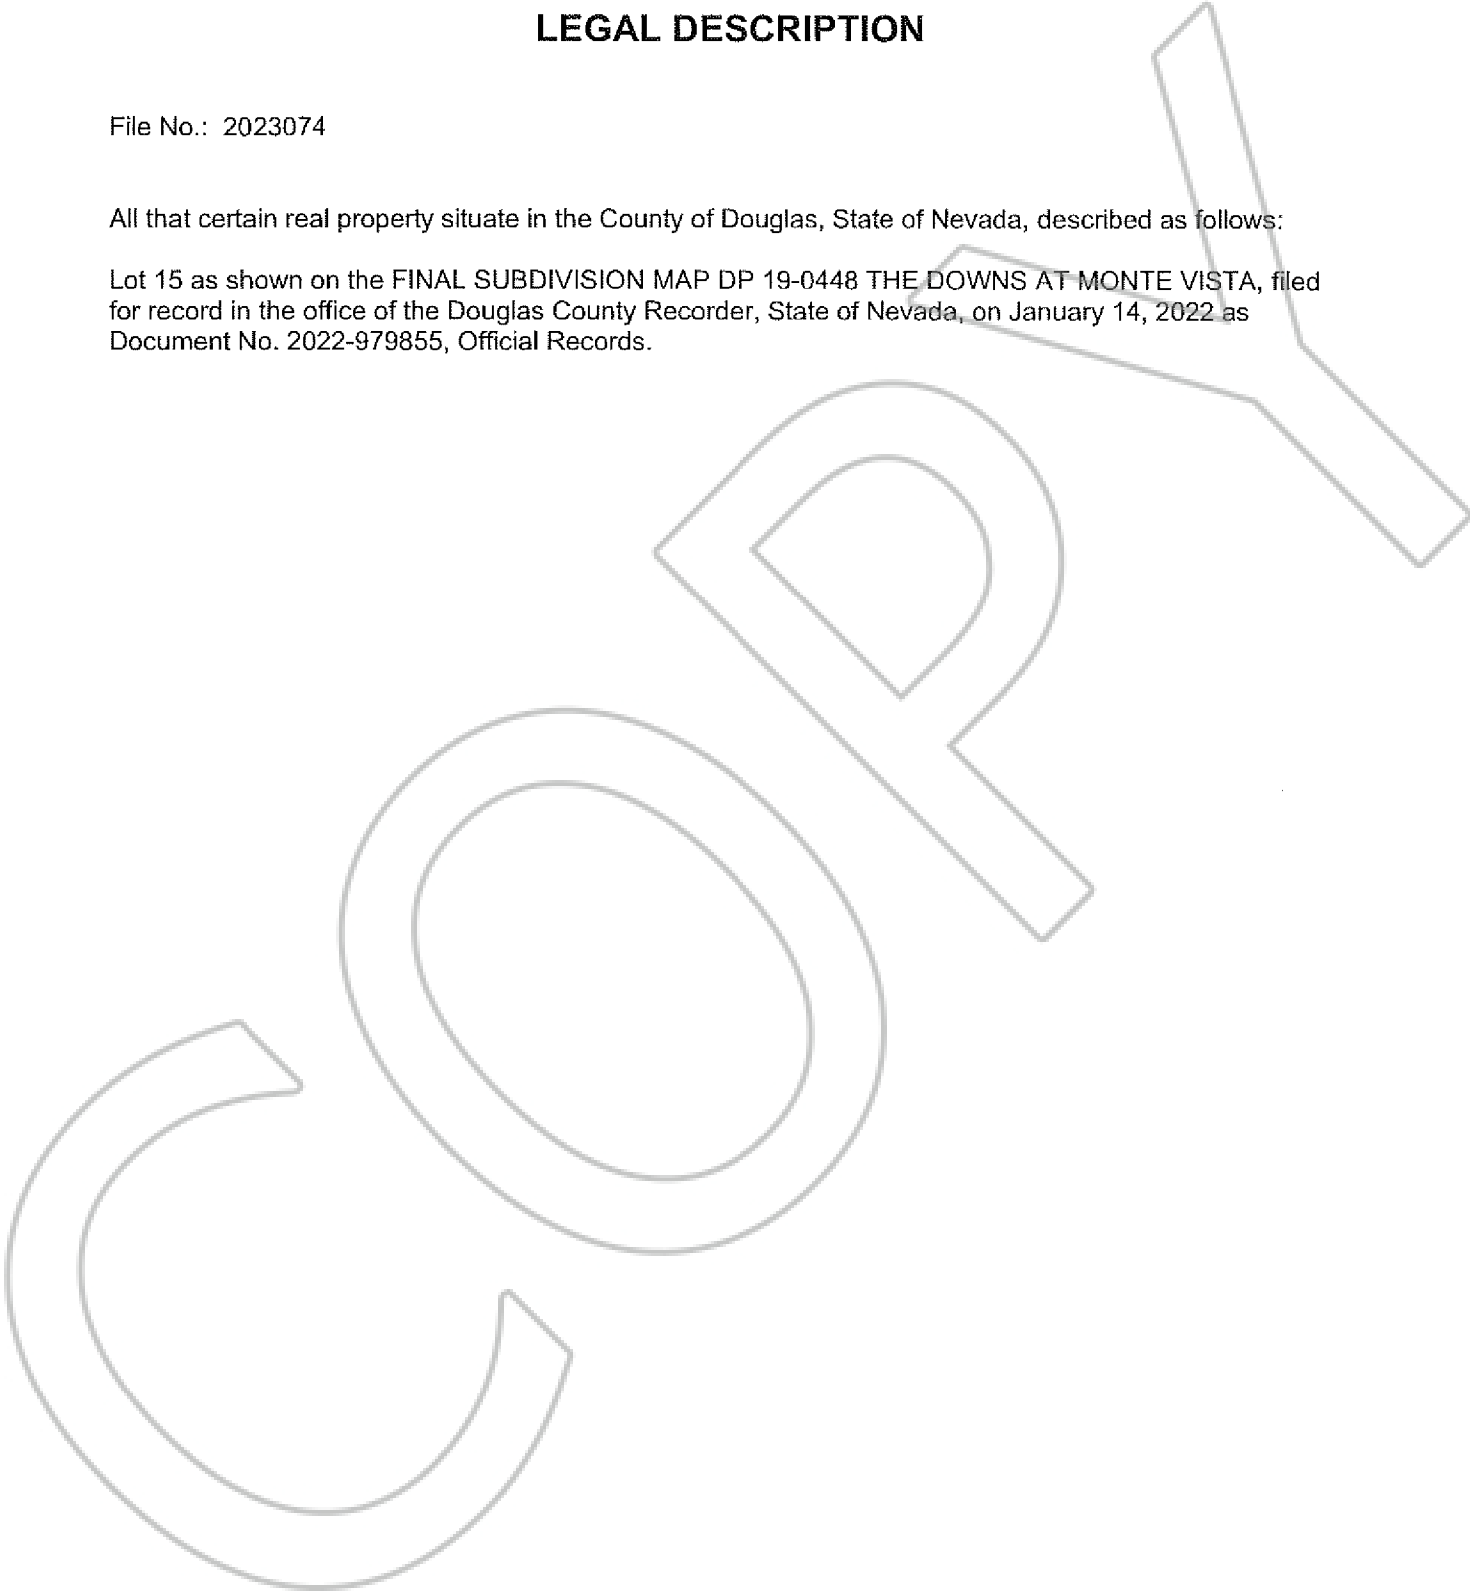 LEGAL DESCRIPTION
File No.: 2023074
All that certain real property situate in the County of Douglas, State of Nevada, described as follows:
Lot 15 as shown on the FINAL SUBDIVISION MAP DP 19-0448 THE DOWNS AT MONTE VISTA, filed
for record in the office of the Douglas County Recorder, State of Nevada, on January 14, 2022 as
Document No. 2022-979855, Official Records.
COPY